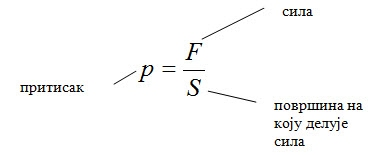 сила
p = F / S
притисак
површина на
коју делује
сила